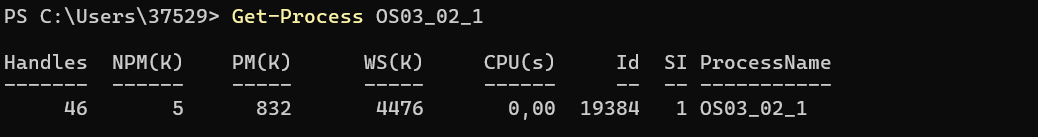 PS C:\Users\37529> Get-Process OS03_02_1
Handles  NPM(K)    PM(K)      WS(K)     CPU(s)     Id  SI ProcessName
-------  ------    -----      -----     ------     --  -- -----------
     46       5      832       4476       0,00  19384   1 OS03_02_1